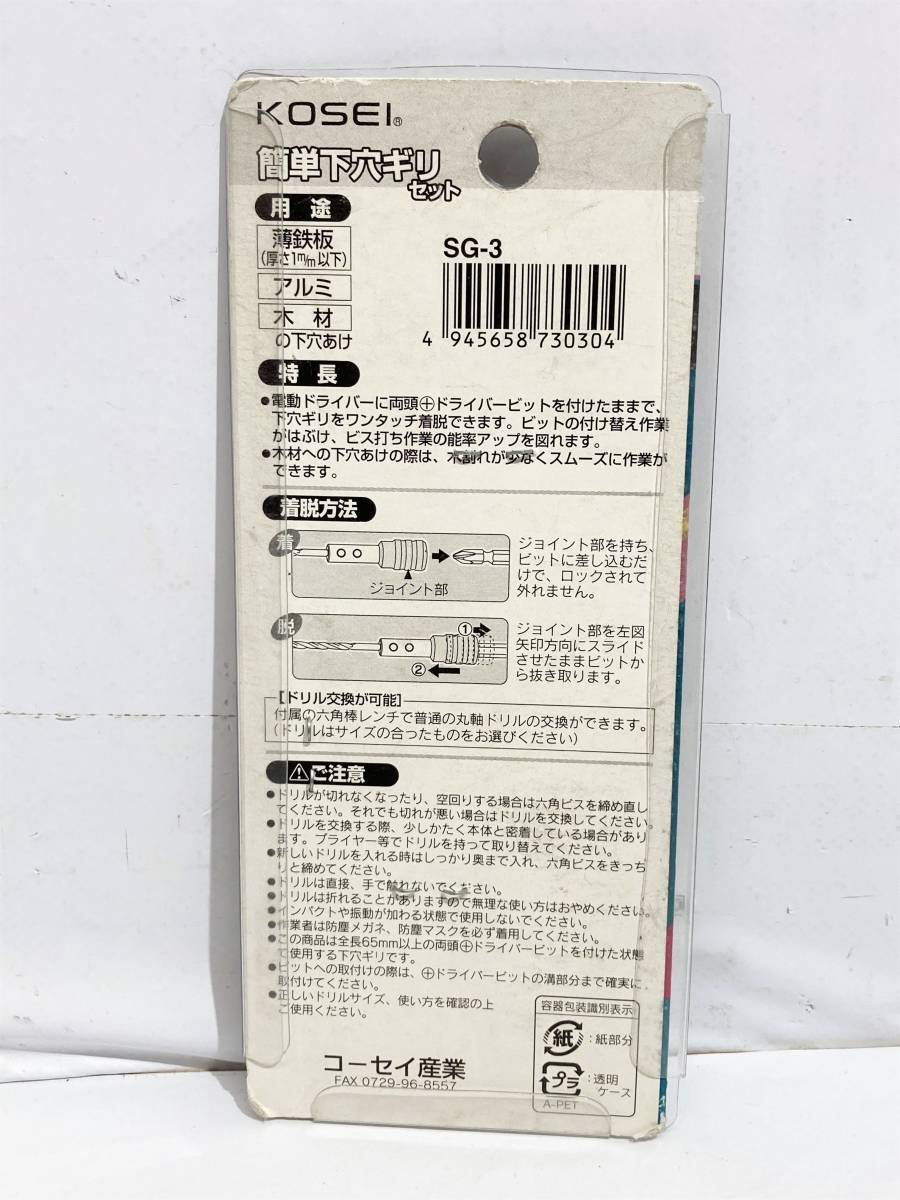 KOSEI®
簡単下穴ギリ
セット
用途
薄鉄板
(厚さ1m/m以下)
アルミ
木材
の下穴あけ
SG-3
4 945658 730304
特長
●電動ドライバーに両頭⊕ドライバービットを付けたままで、
下穴ギリをワンタッチ着脱できます。ビットの付け替え作業
がはぶけ、ビス打ち作業の能率アップを図れます。
●木材への下穴あけの際は、木割れが少なくスムーズに作業が
できます。
着脱方法
着
ジョイント部
ジョイント部を持ち、
ビットに差し込むだ
けで、ロックされて
外れません。
脱
①
②
ジョイント部を左図
矢印方向にスライド
させたままビットか
ら抜き取ります。
[ドリル交換が可能]
付属の六角棒レンチで普通の丸軸ドリルの交換ができます。
(ドリルはサイズの合ったものをお選びください)
⚠ご注意
●ドリルが切れなくなったり、空回りする場合は六角ビスを締め直し
てください。それでも切れが悪い場合はドリルを交換してください。
●ドリルを交換する際、少しかたく本体と密着している場合があり
ます。プライヤー等でドリルを持って取り替えてください。
●新しいドリルを入れる時はしっかり奥まで入れ、六角ビスをきっち
りと締めてください。
●ドリルは直接、手で触れないでください。
●ドリルは折れることがありますので無理な使い方はおやめください。
●インパクトや振動が加わる状態で使用しないでください。
●作業者は防塵メガネ、防塵マスクを必ず着用してください。
●この商品は全長65mm以上の両頭⊕ドライバービットを付けた状態
で使用する下穴ギリです。
●ビットへの取付けの際は、⊕ドライバービットの溝部分まで確実に
取付けてください。
●正しいドリルサイズ、使い方を確認の上
ご使用ください。
容器包装識別表示
紙:紙部分
プラ:透明
ケース
A-PET
コーセイ産業
FAX 0729-96-8557